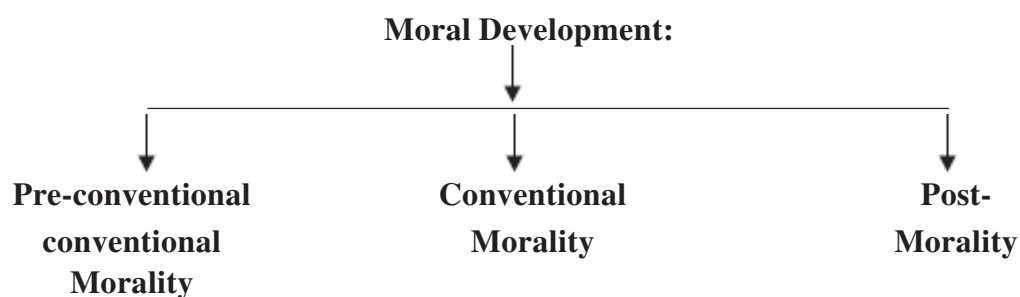 Moral Development:
Pre-conventional Conventional Post-
conventional Morality Morality
Morality